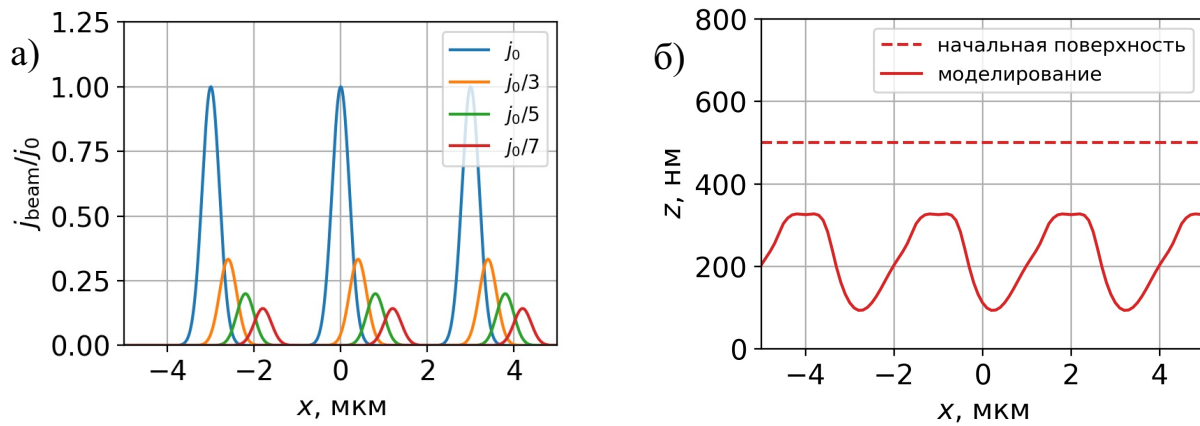 а)
1.25
1.00
0.75
0.50
0.25
0.00
j_beam/j_0
j_0
j_0/3
j_0/5
j_0/7
−4 −2 0 2 4
x, мкм
б)
800
600
400
200
0
z, нм
начальная поверхность
моделирование
−4 −2 0 2 4
x, мкм